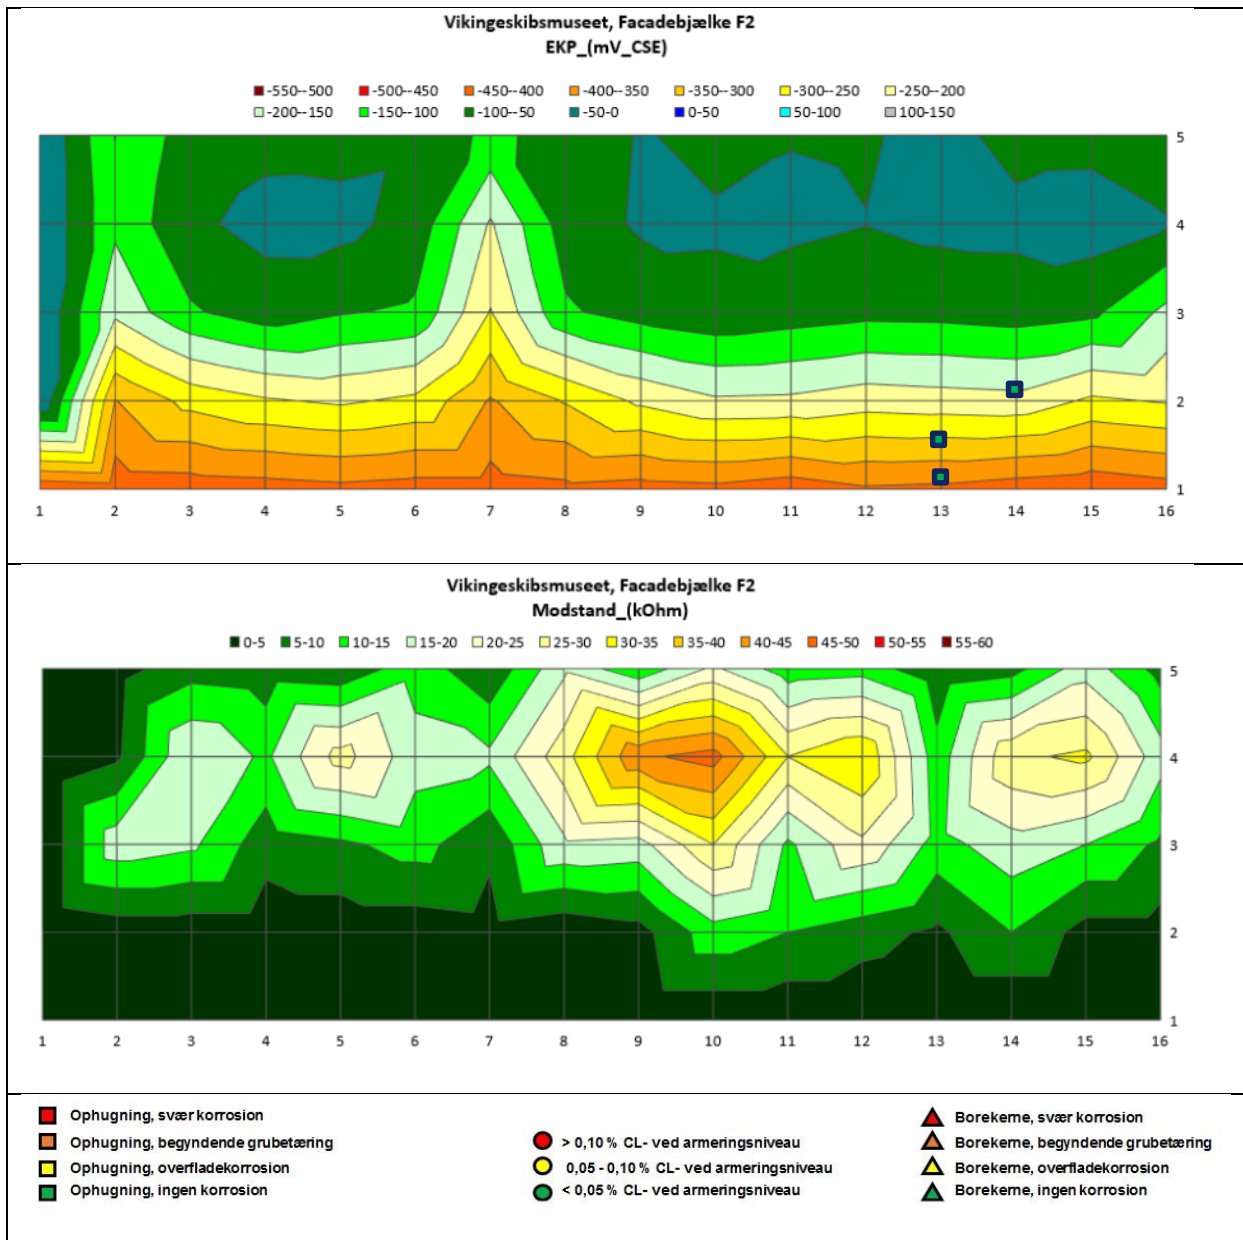 Vikingeskibsmuseet, Facadebjælke F2
EKP_(mV_CSE)
-550--500 -500--450 -450--400 -400--350 -350--300 -300--250 -250--200
-200--150 -150--100 -100--50 -50-0 0-50 50-100 100-150
5
4
3
2
1
1 2 3 4 5 6 7 8 9 10 11 12 13 14 15 16
Vikingeskibsmuseet, Facadebjælke F2
Modstand_(kOhm)
0-5 5-10 10-15 15-20 20-25 25-30 30-35 35-40 40-45 45-50 50-55 55-60
5
4
3
2
1
1 2 3 4 5 6 7 8 9 10 11 12 13 14 15 16
Ophugning, svær korrosion
Ophugning, begyndende grubetæring
Ophugning, overfladekorrosion
Ophugning, ingen korrosion
> 0,10 % CL- ved armeringsniveau
0,05 - 0,10 % CL- ved armeringsniveau
< 0,05 % CL- ved armeringsniveau
Borekerne, svær korrosion
Borekerne, begyndende grubetæring
Borekerne, overfladekorrosion
Borekerne, ingen korrosion